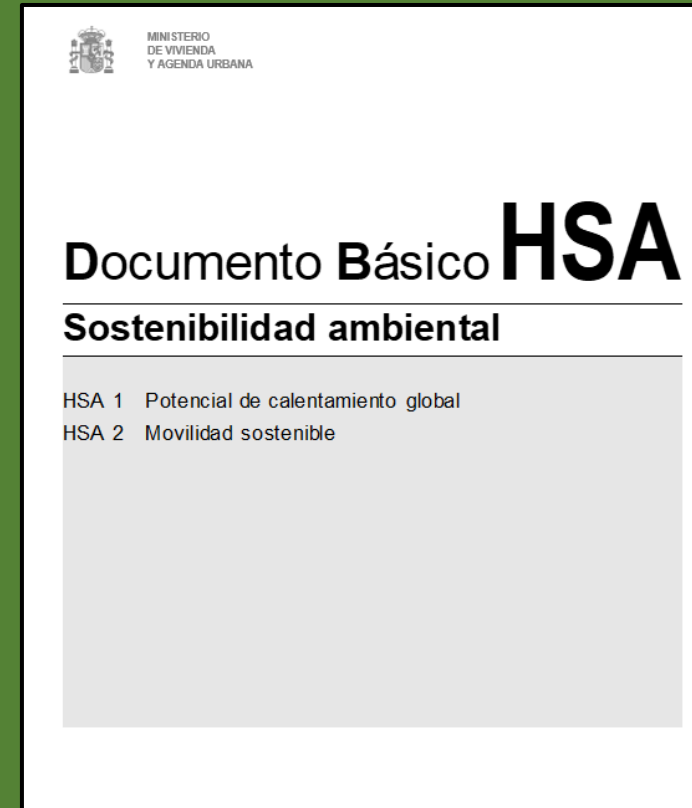 MINISTERIO
DE VIVIENDA
Y AGENDA URBANA
Documento Básico HSA
Sostenibilidad ambiental
HSA 1 Potencial de calentamiento global
HSA 2 Movilidad sostenible